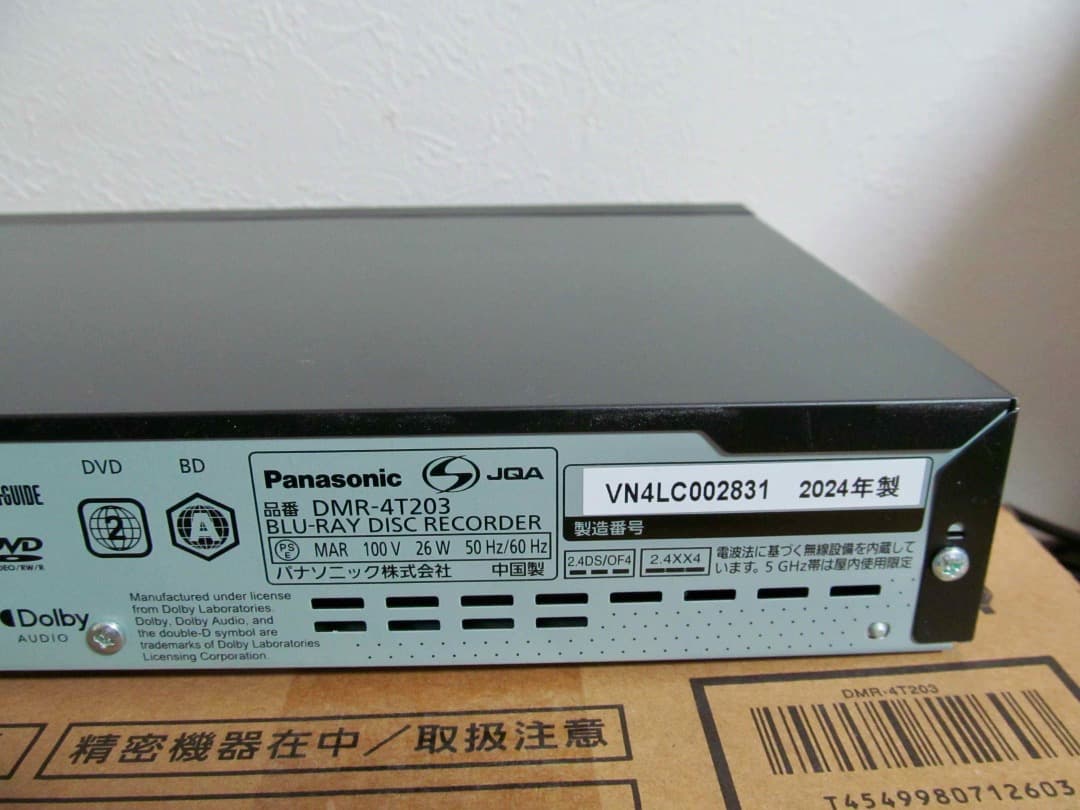 DVD
BD
2
A
Panasonic
JQA
品番 DMR-4T203
BLU-RAY DISC RECORDER
PS
E
MAR 100 V 26 W 50 Hz/60 Hz
パナソニック株式会社 中国製
VN4LC002831 2024年製
製造番号
2.4DS/OF4
2.4XX4
電波法に基づく無線設備を内蔵して
います。5 GHz帯は屋内使用限定
Dolby
AUDIO
Manufactured under license
from Dolby Laboratories.
Dolby, Dolby Audio, and
the double-D symbol are
trademarks of Dolby Laboratories
Licensing Corporation.
精密機器在中/取扱注意
DMR-4T203
T4549980712603